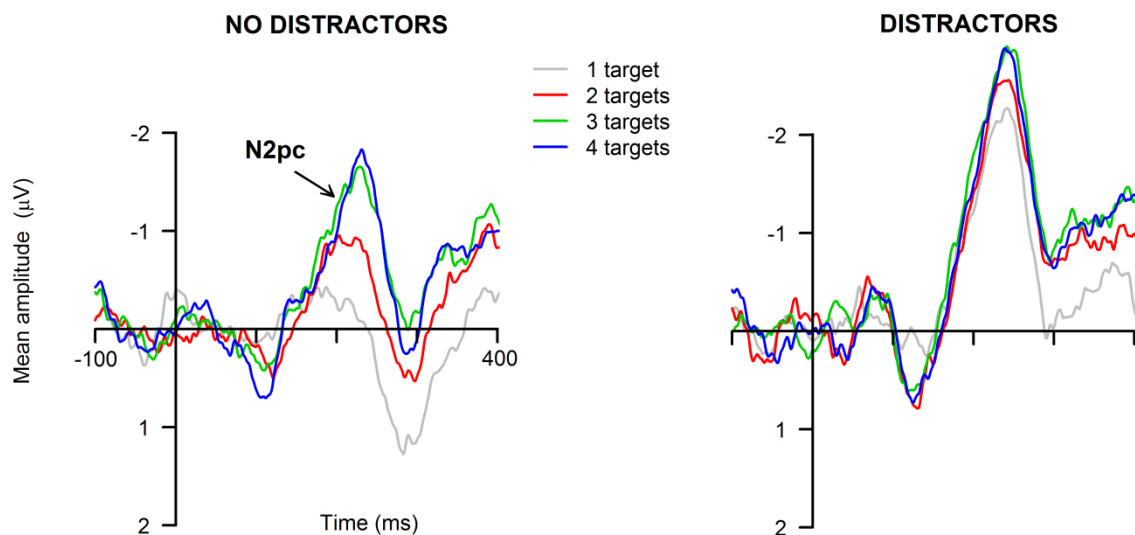 NO DISTRACTORS
DISTRACTORS
1 target
2 targets
3 targets
4 targets
N2pc
Mean amplitude (μV)
-2
-1
1
2
-100
400
Time (ms)
-2
-1
1
2